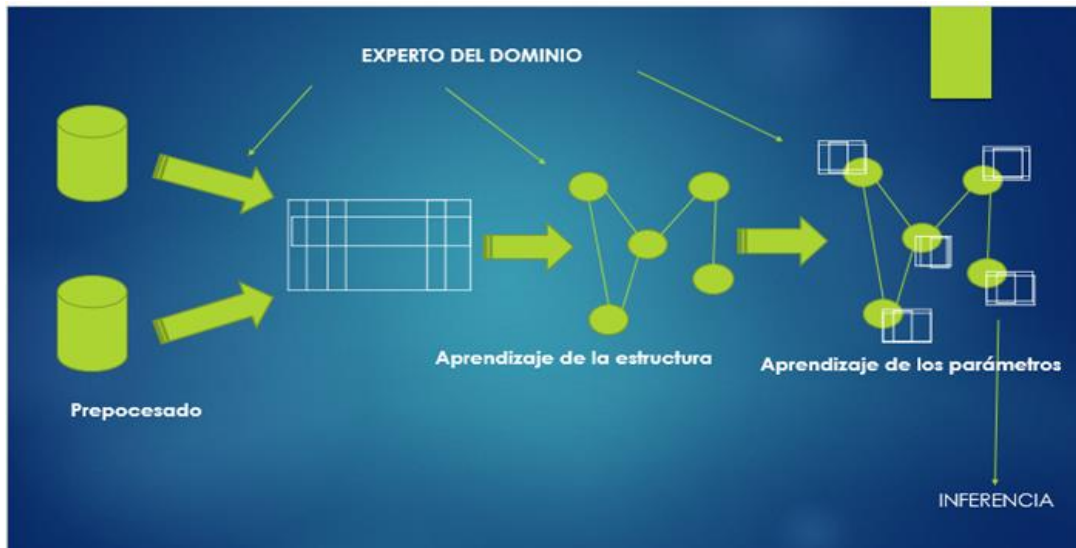 EXPERTO DEL DOMINIO
Aprendizaje de la estructura
Aprendizaje de los parámetros
Prepocesado
INFERENCIA